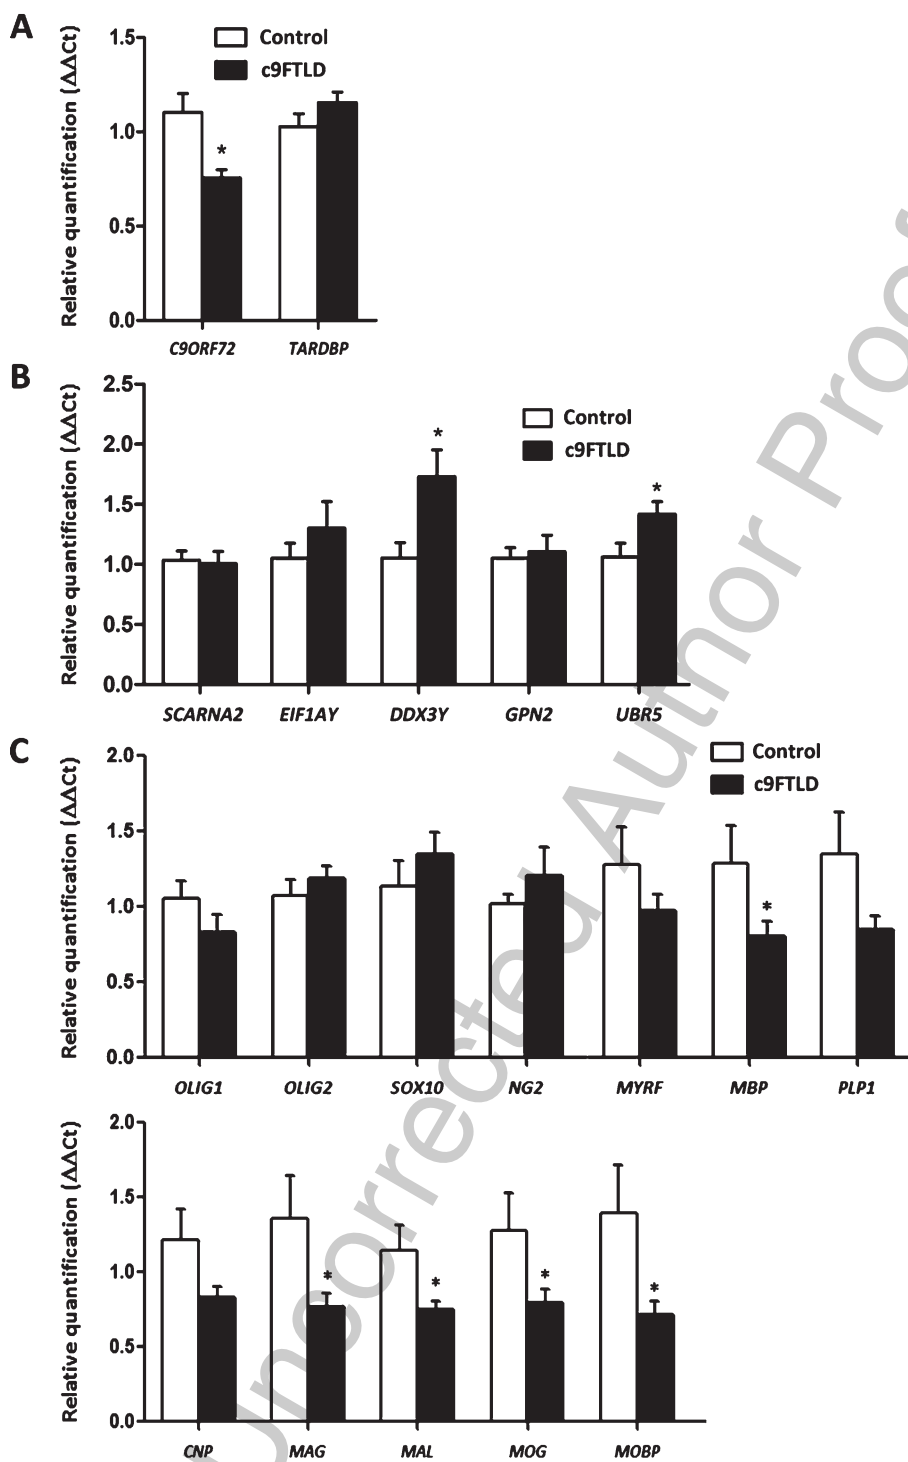 A
Relative quantification (ΔΔCt)
1.5
1.0
0.5
0.0
Control
c9FTLD
*
C9ORF72 TARDBP
B
Relative quantification (ΔΔCt)
2.5
2.0
1.5
1.0
0.5
0.0
Control
c9FTLD
* *
SCARNA2 EIF1AY DDX3Y GPN2 UBR5
C
Relative quantification (ΔΔCt)
2.0
1.5
1.0
0.5
0.0
Control
c9FTLD
*
OLIG1 OLIG2 SOX10 NG2 MYRF MBP PLP1
Relative quantification (ΔΔCt)
2.0
1.5
1.0
0.5
0.0
* * * *
CNP MAG MAL MOG MOBP
Uncorrected Author Proof